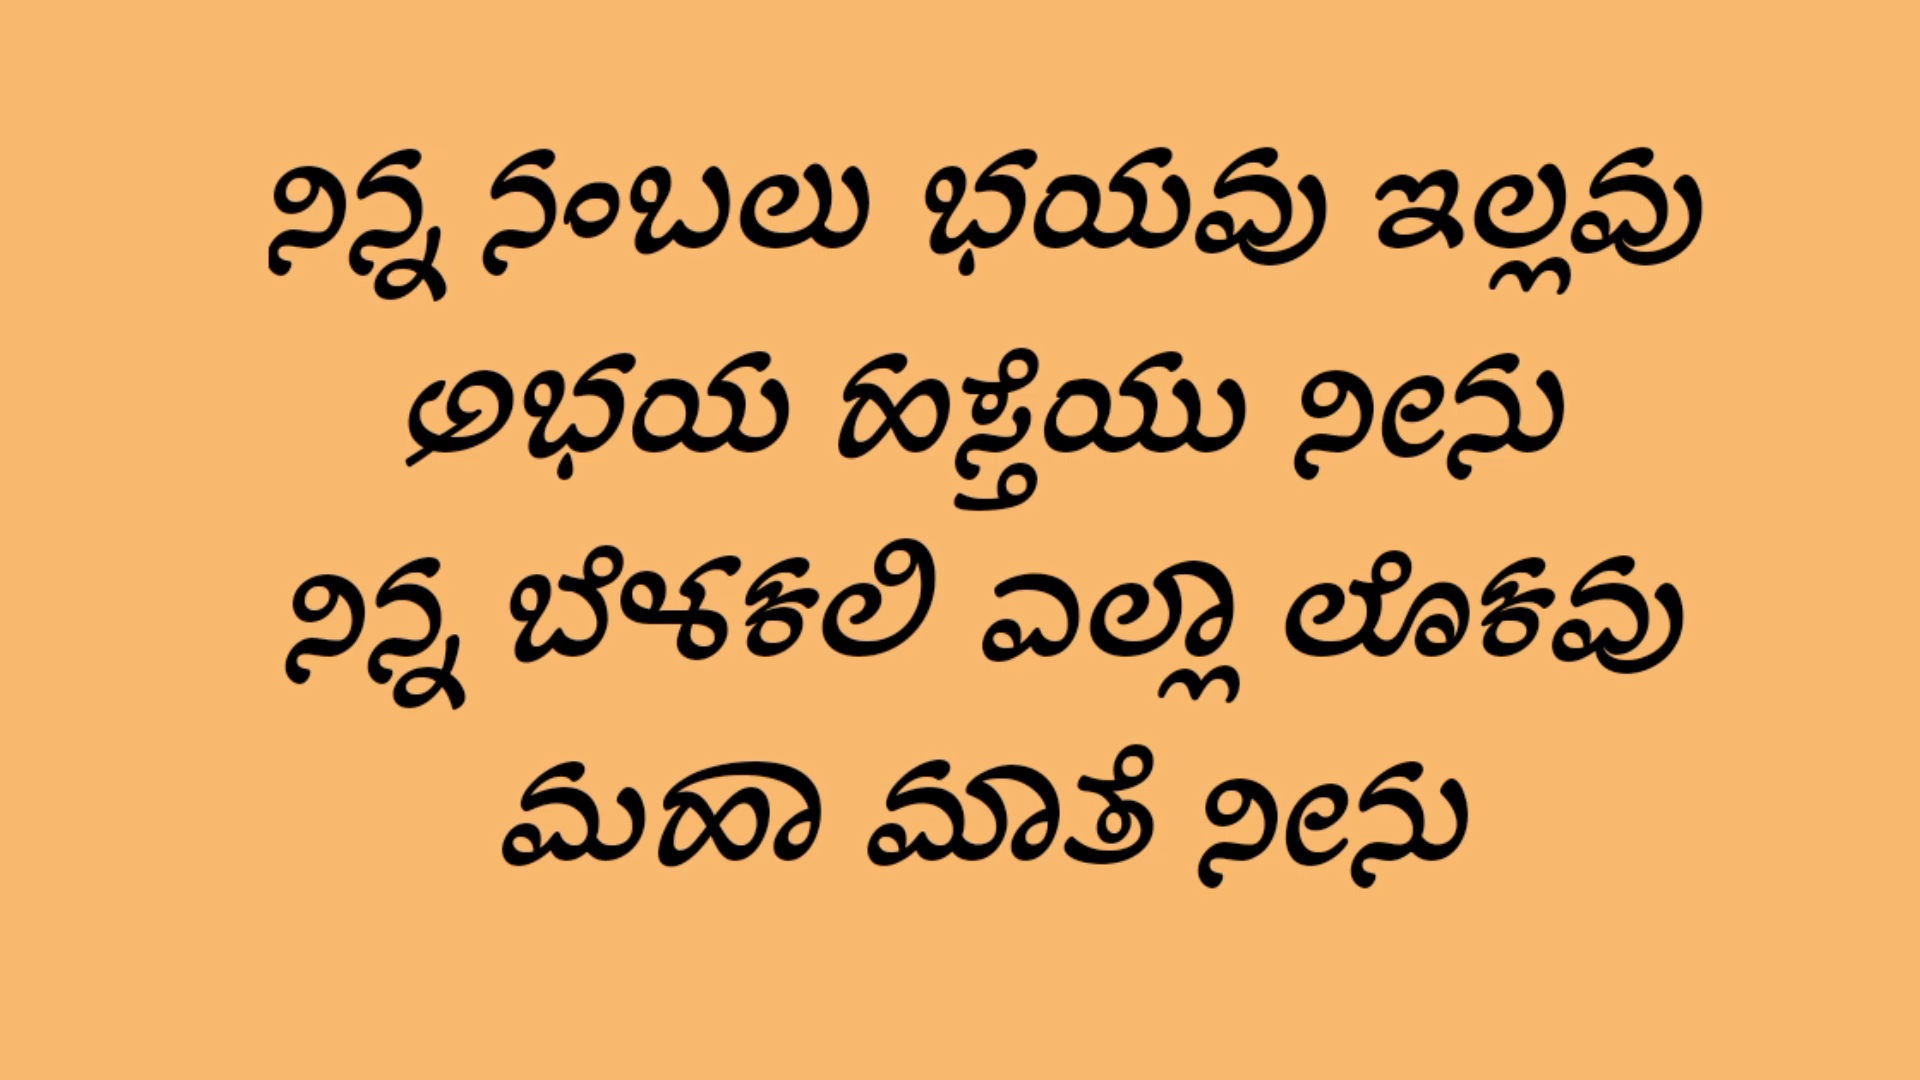 ನಿನ್ನ ನಂಬಲು ಭಯವು ಇಲ್ಲವು
ಅಭಯ ಹಸ್ತೆಯು ನೀನು
ನಿನ್ನ ಬೆಳಕಲಿ ಎಲ್ಲಾ ಲೊಕವು
ಮಹಾ ಮಾತೆ ನೀನು